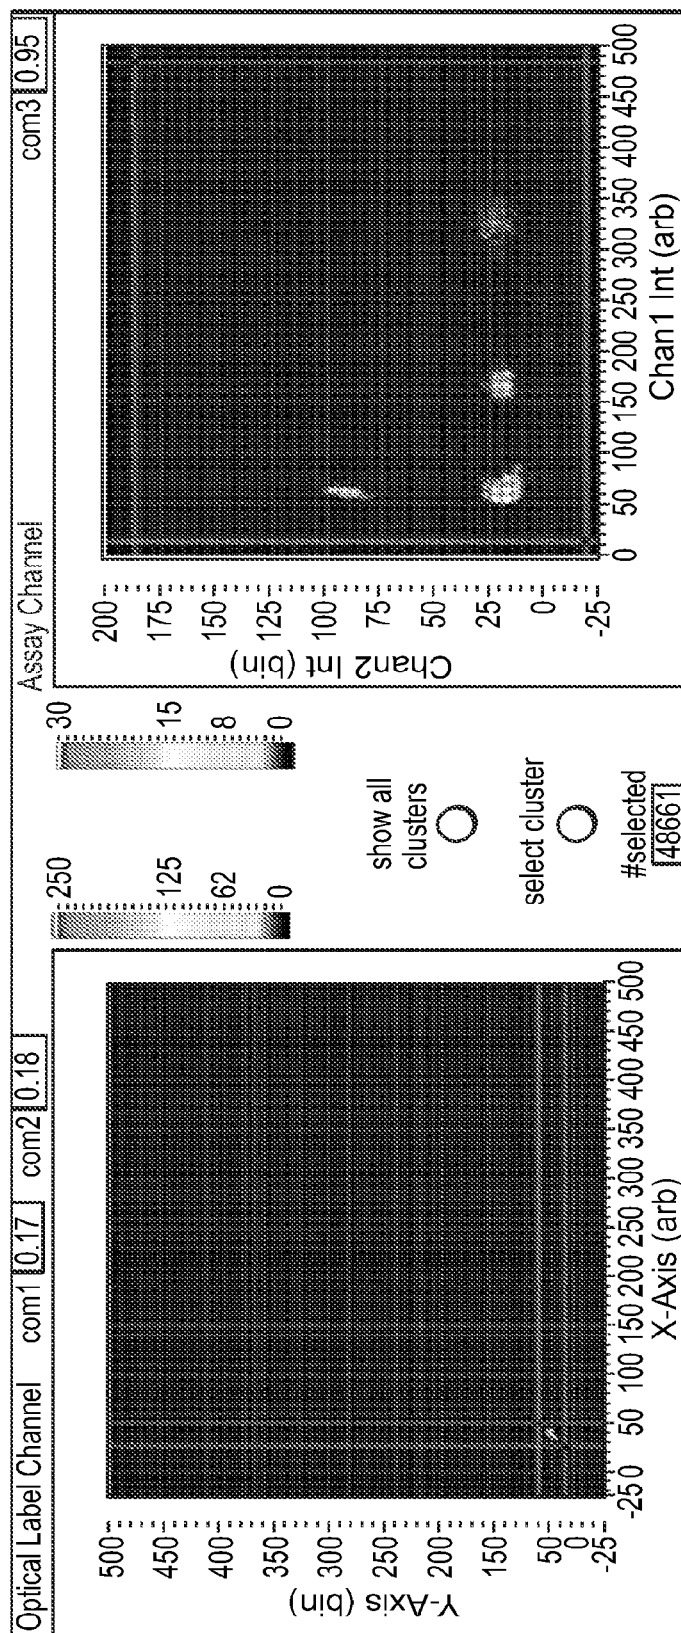 Optical Label Channel com1 0.17 com2 0.18
500
450
400
350
300
250
200
150
50
0
-25
Y-Axis (bin)
-25 0 50 100 150 200 250 300 350 400 450 500
X-Axis (arb)
250
125
62
0
30
15
8
0
show all
clusters
select cluster
#selected
48661
Assay Channel com3 0.95
200
175
150
125
100
75
50
25
0
-25
Chan2 Int (bin)
0 50 100 150 200 250 300 350 400 450 500
Chan1 Int (arb)